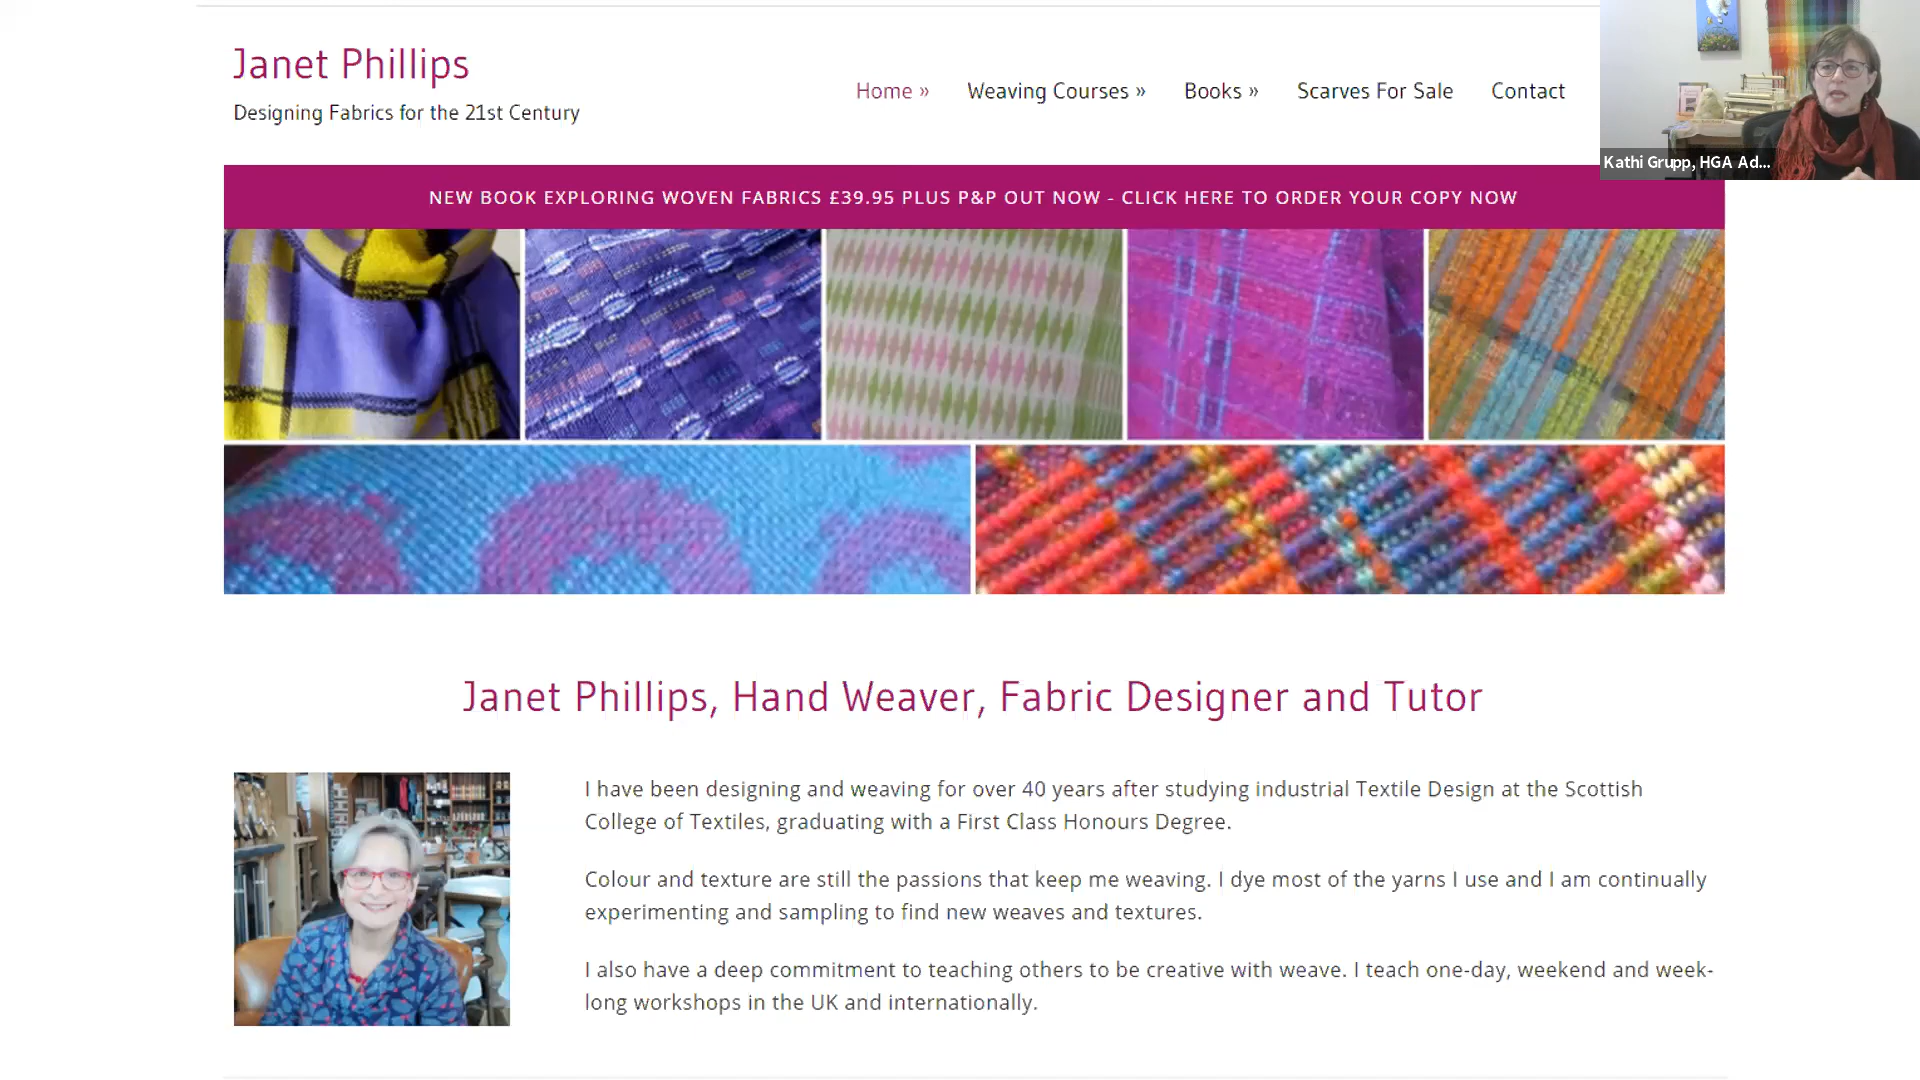 Janet Phillips
Designing Fabrics for the 21st Century
Home »
Weaving Courses »
Books »
Scarves For Sale
Contact
Kathi Grupp, HGA Ad...
NEW BOOK EXPLORING WOVEN FABRICS £39.95 PLUS P&P OUT NOW - CLICK HERE TO ORDER YOUR COPY NOW
Janet Phillips, Hand Weaver, Fabric Designer and Tutor
I have been designing and weaving for over 40 years after studying industrial Textile Design at the Scottish
College of Textiles, graduating with a First Class Honours Degree.
Colour and texture are still the passions that keep me weaving. I dye most of the yarns I use and I am continually
experimenting and sampling to find new weaves and textures.
I also have a deep commitment to teaching others to be creative with weave. I teach one-day, weekend and week-
long workshops in the UK and internationally.